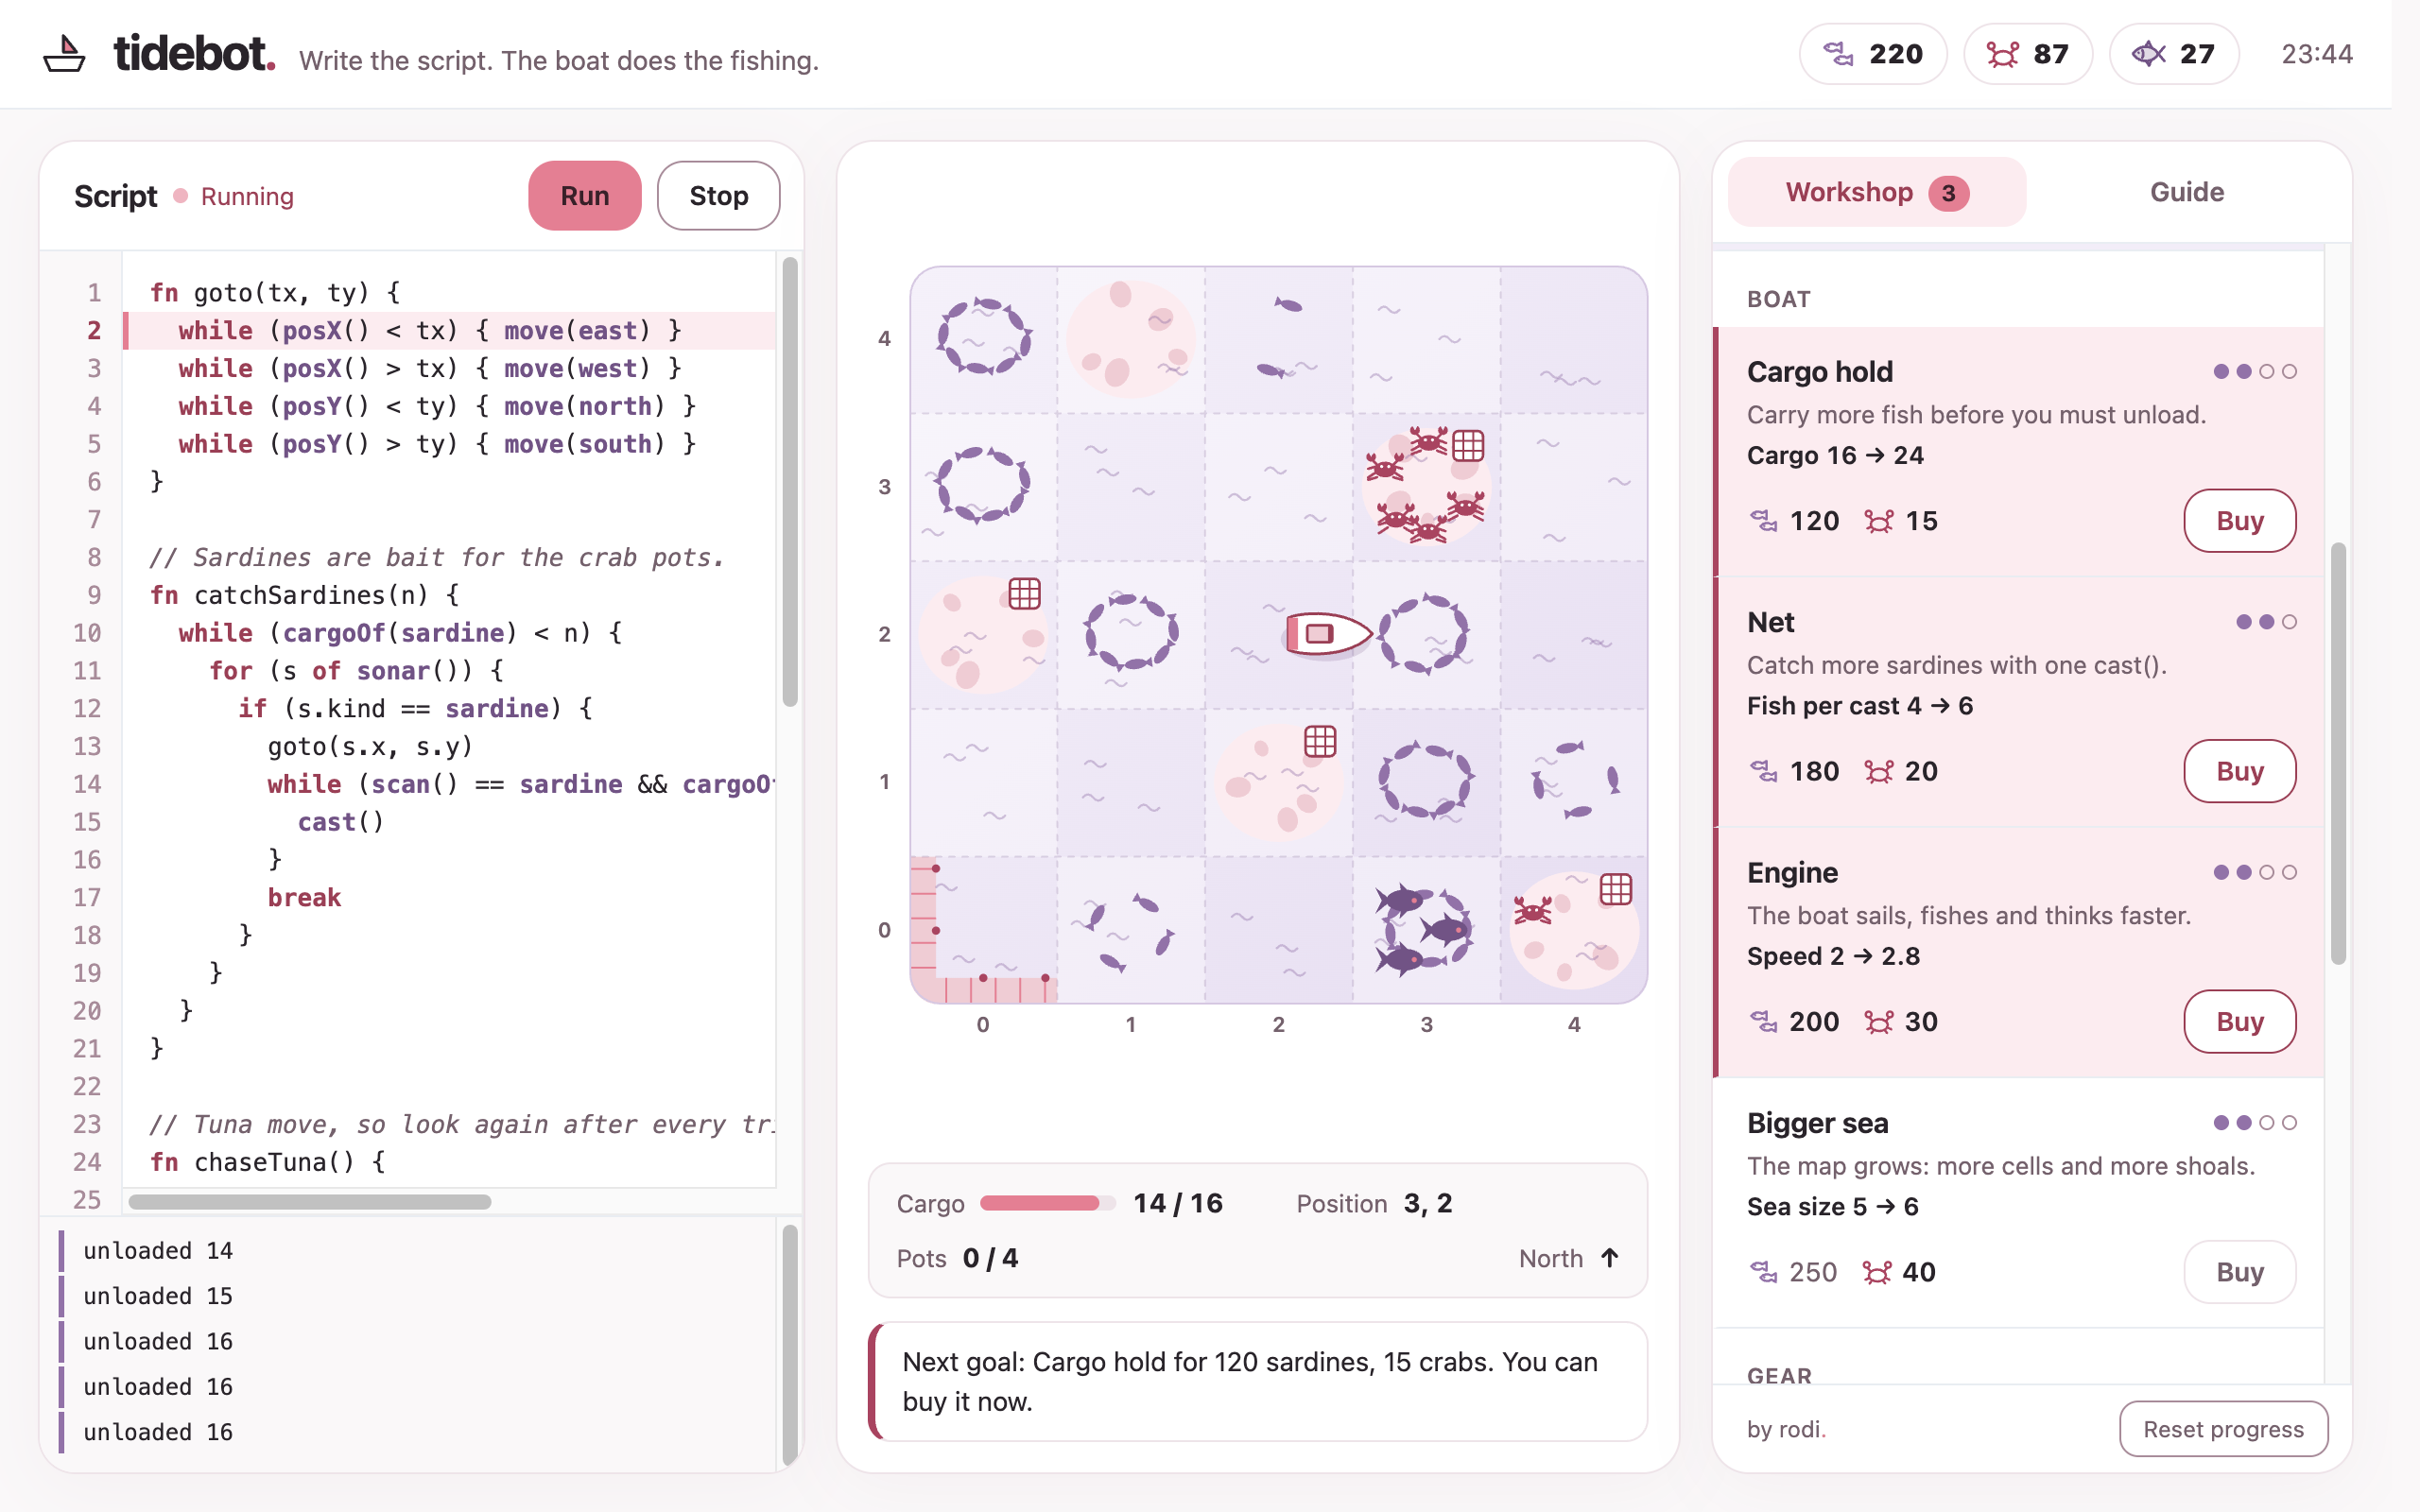 tidebot.
Write the script. The boat does the fishing.
220
87
27
23:44
Script
Running
Run
Stop
1 fn goto(tx, ty) {
2 while (posX() < tx) { move(east) }
3 while (posX() > tx) { move(west) }
4 while (posY() < ty) { move(north) }
5 while (posY() > ty) { move(south) }
6 }
7
8 // Sardines are bait for the crab pots.
9 fn catchSardines(n) {
10 while (cargoOf(sardine) < n) {
11 for (s of sonar()) {
12 if (s.kind == sardine) {
13 goto(s.x, s.y)
14 while (scan() == sardine && cargoOf
15 cast()
16 }
17 break
18 }
19 }
20 }
21 }
22
23 // Tuna move, so look again after every tri
24 fn chaseTuna() {
25
unloaded 14
unloaded 15
unloaded 16
unloaded 16
unloaded 16
4
3
2
1
0
0 1 2 3 4
Cargo 14 / 16
Position 3, 2
Pots 0 / 4
North ↑
Next goal: Cargo hold for 120 sardines, 15 crabs. You can
buy it now.
Workshop 3
Guide
BOAT
Cargo hold
Carry more fish before you must unload.
Cargo 16 → 24
120 15
Buy
Net
Catch more sardines with one cast().
Fish per cast 4 → 6
180 20
Buy
Engine
The boat sails, fishes and thinks faster.
Speed 2 → 2.8
200 30
Buy
Bigger sea
The map grows: more cells and more shoals.
Sea size 5 → 6
250 40
Buy
GEAR
by rodi.
Reset progress